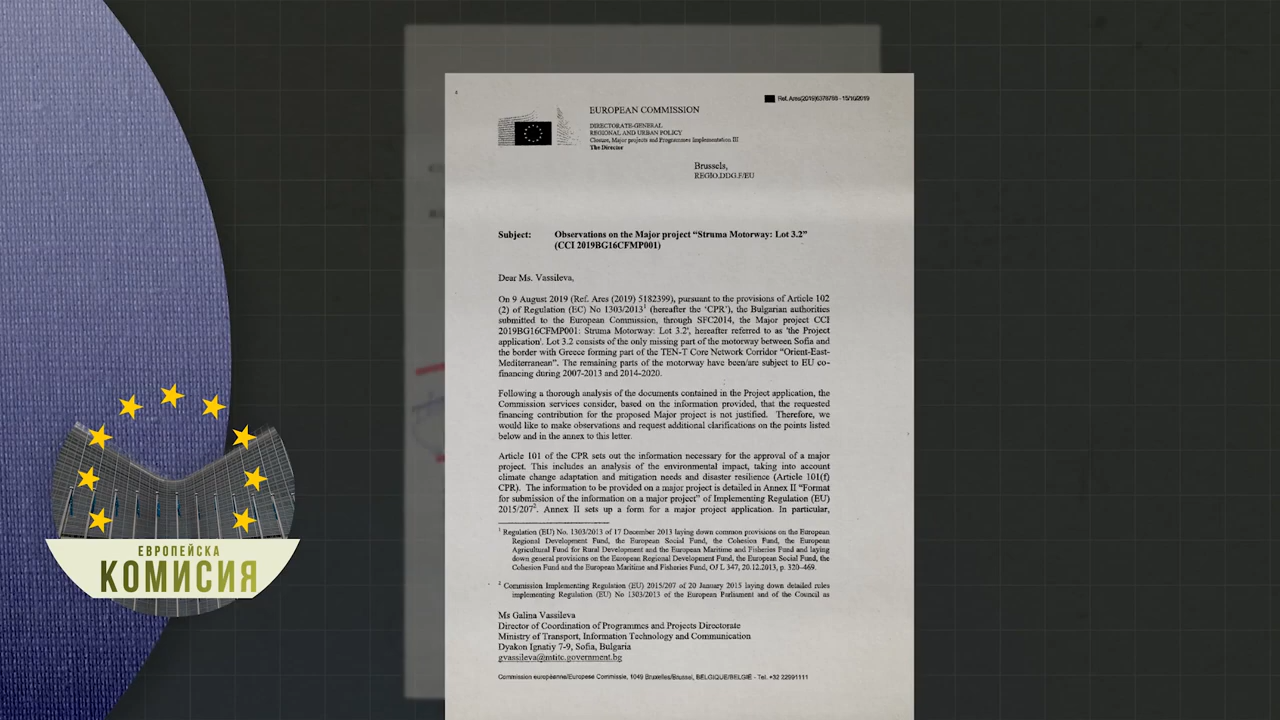 Ref. Ares(2019)6378793 - 15/10/2019
EUROPEAN COMMISSION
DIRECTORATE-GENERAL
REGIONAL AND URBAN POLICY
Closure, Major projects and Programmes Implementation III
The Director
Brussels,
REGIO.DDG.F/EU
Subject: Observations on the Major project “Struma Motorway: Lot 3.2”
(CCI 2019BG16CFMP001)
Dear Ms. Vassileva,
On 9 August 2019 (Ref. Ares (2019) 5182399), pursuant to the provisions of Article 102
(2) of Regulation (EC) No 1303/2013¹ (hereafter the ‘CPR’), the Bulgarian authorities
submitted to the European Commission, through SFC2014, the Major project CCI
2019BG16CFMP001: Struma Motorway: Lot 3.2', hereafter referred to as 'the Project
application'. Lot 3.2 consists of the only missing part of the motorway between Sofia and
the border with Greece forming part of the TEN-T Core Network Corridor “Orient-East-
Mediterranean”. The remaining parts of the motorway have been/are subject to EU co-
financing during 2007-2013 and 2014-2020.
Following a thorough analysis of the documents contained in the Project application, the
Commission services consider, based on the information provided, that the requested
financing contribution for the proposed Major project is not justified. Therefore, we
would like to make observations and request additional clarifications on the points listed
below and in the annex to this letter.
Article 101 of the CPR sets out the information necessary for the approval of a major
project. This includes an analysis of the environmental impact, taking into account
climate change adaptation and mitigation needs and disaster resilience (Article 101(f)
CPR). The information to be provided on a major project is detailed in Annex II “Format
for submission of the information on a major project” of Implementing Regulation (EU)
2015/207². Annex II sets up a form for a major project application. In particular,
¹ Regulation (EU) No. 1303/2013 of 17 December 2013 laying down common provisions on the European
Regional Development Fund, the European Social Fund, the Cohesion Fund, the European
Agricultural Fund for Rural Development and the European Maritime and Fisheries Fund and laying
down general provisions on the European Regional Development Fund, the European Social Fund, the
Cohesion Fund and the European Maritime and Fisheries Fund, OJ L 347, 20.12.2013, p. 320–469.
² Commission Implementing Regulation (EU) 2015/207 of 20 January 2015 laying down detailed rules
implementing Regulation (EU) No 1303/2013 of the European Parliament and of the Council as
Ms Galina Vassileva
Director of Coordination of Programmes and Projects Directorate
Ministry of Transport, Information Technology and Communication
Dyakon Ignatiy 7-9, Sofia, Bulgaria
gvassileva@mtitc.government.bg
Commission européenne/Europese Commissie, 1049 Bruxelles/Brussel, BELGIQUE/BELGIË - Tel. +32 22991111
ЕВРОПЕЙСКА
КОМИСИЯ